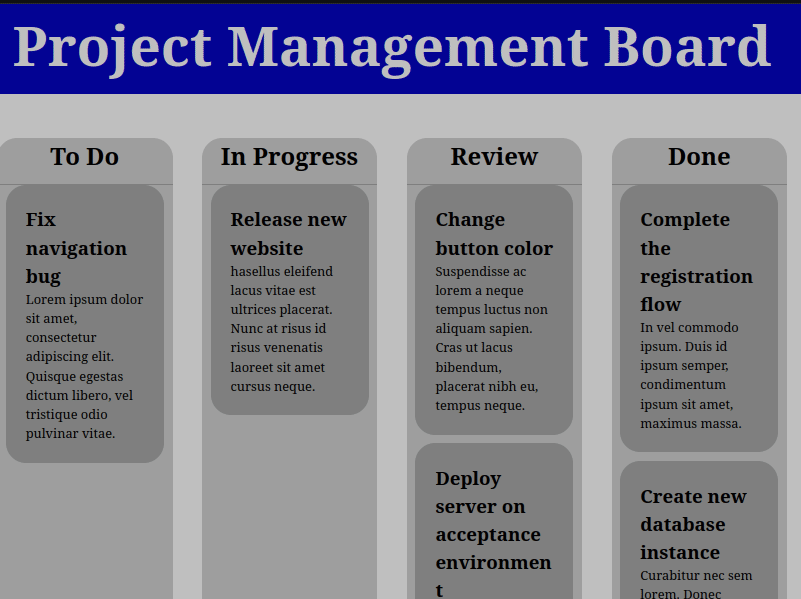 Project Management Board
To Do
Fix
navigation
bug
Lorem ipsum dolor
sit amet,
consectetur
adipiscing elit.
Quisque egestas
dictum libero, vel
tristique odio
pulvinar vitae.
In Progress
Release new
website
hasellus eleifend
lacus vitae est
ultrices placerat.
Nunc at risus id
risus venenatis
laoreet sit amet
cursus neque.
Review
Change
button color
Suspendisse ac
lorem a neque
tempus luctus non
aliquam sapien.
Cras ut lacus
bibendum,
placerat nibh eu,
tempus neque.
Deploy
server on
acceptance
environmen
t
Done
Complete
the
registration
flow
In vel commodo
ipsum. Duis id
ipsum semper,
condimentum
ipsum sit amet,
maximus massa.
Create new
database
instance
Curabitur nec sem
lorem. Donec